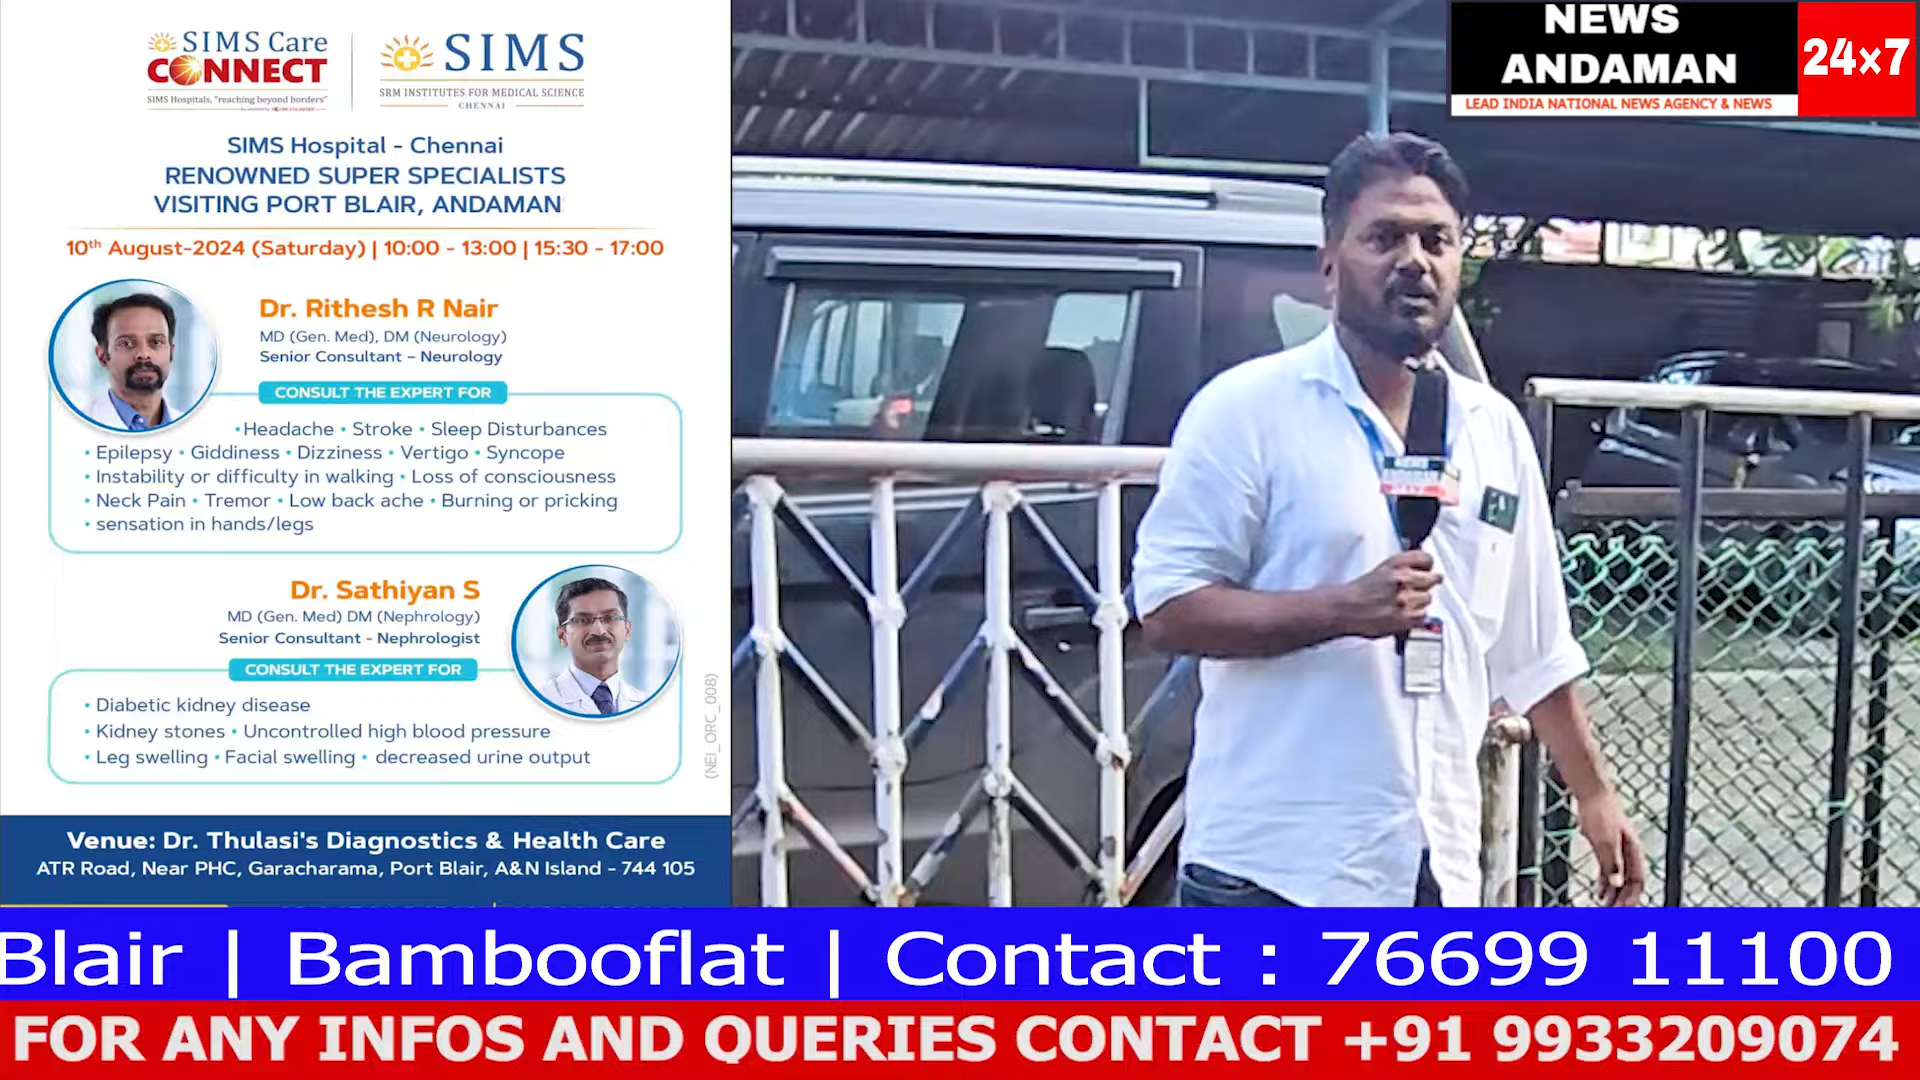 SIMS Care
CONNECT
SIMS Hospitals, "reaching beyond borders"
SIMS
SRM INSTITUTES FOR MEDICAL SCIENCE
CHENNAI
SIMS Hospital - Chennai
RENOWNED SUPER SPECIALISTS
VISITING PORT BLAIR, ANDAMAN
10th August-2024 (Saturday) | 10:00 - 13:00 | 15:30 - 17:00
Dr. Rithesh R Nair
MD (Gen. Med), DM (Neurology)
Senior Consultant - Neurology
CONSULT THE EXPERT FOR
• Headache • Stroke • Sleep Disturbances
• Epilepsy • Giddiness • Dizziness • Vertigo • Syncope
• Instability or difficulty in walking • Loss of consciousness
• Neck Pain • Tremor • Low back ache • Burning or pricking
• sensation in hands/legs
Dr. Sathiyan S
MD (Gen. Med) DM (Nephrology)
Senior Consultant - Nephrologist
CONSULT THE EXPERT FOR
• Diabetic kidney disease
• Kidney stones • Uncontrolled high blood pressure
• Leg swelling • Facial swelling • decreased urine output
(NEI_ORC_008)
Venue: Dr. Thulasi's Diagnostics & Health Care
ATR Road, Near PHC, Garacharama, Port Blair, A&N Island - 744 105
NEWS
ANDAMAN
24x7
LEAD INDIA NATIONAL NEWS AGENCY & NEWS
NEWS
ANDAMAN
Blair | Bambooflat | Contact : 76699 11100
FOR ANY INFOS AND QUERIES CONTACT +91 9933209074